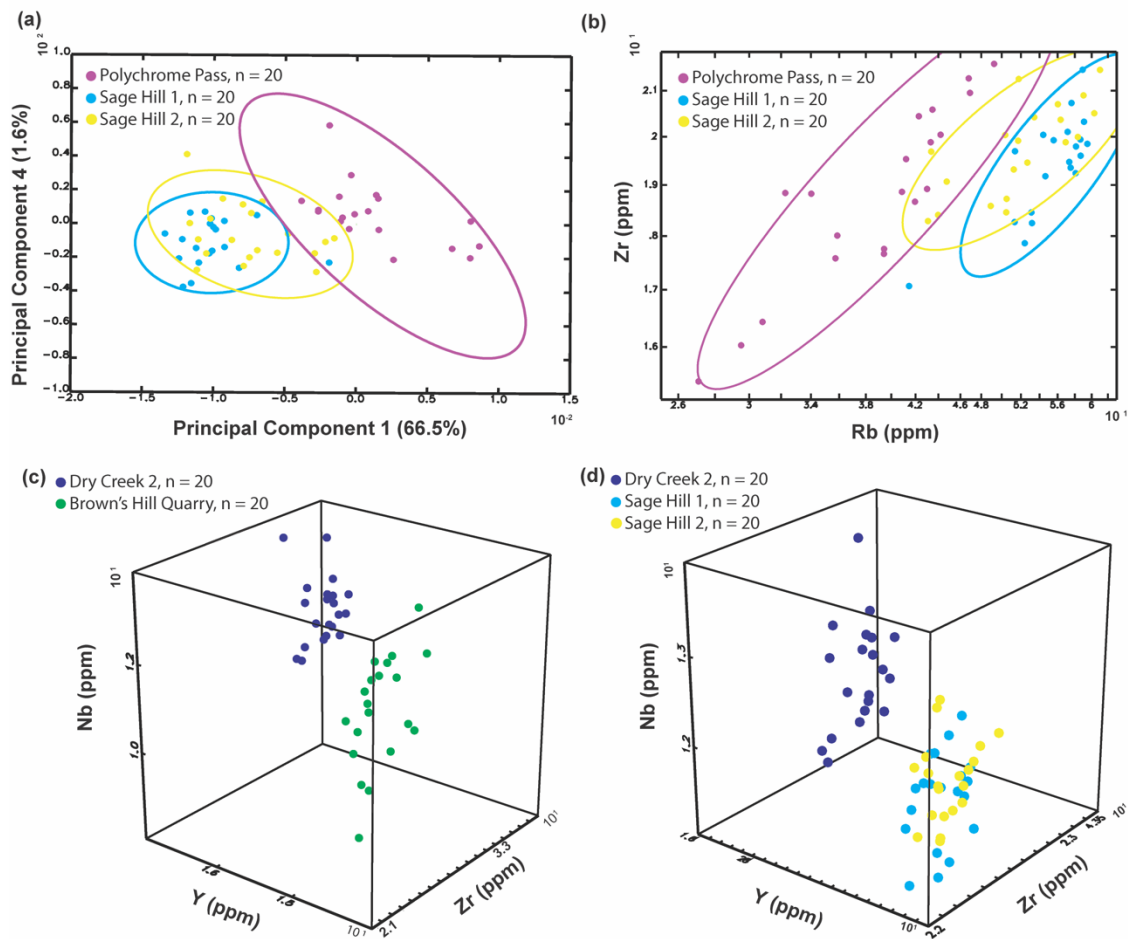 (a)
10²
1.0
0.8
0.6
0.4
0.2
0.0
−0.2
−0.4
−0.6
−0.8
−1.0
Principal Component 4 (1.6%)
Polychrome Pass, n = 20
Sage Hill 1, n = 20
Sage Hill 2, n = 20
−2.0 −1.5 −1.0 −0.5 0.0 0.5 1.0 1.5
10⁻²
Principal Component 1 (66.5%)
(b)
10¹
2.1
2
1.9
1.8
1.7
1.6
Zr (ppm)
Polychrome Pass, n = 20
Sage Hill 1, n = 20
Sage Hill 2, n = 20
2.6 3 3.4 3.8 4.2 4.6 4.8 5.2 5.6 6 10¹
Rb (ppm)
(c)
Dry Creek 2, n = 20
Brown's Hill Quarry, n = 20
10¹
1.2
1.0
Nb (ppm)
1.6
Y (ppm)
10¹
2.1
3.3
10¹
Zr (ppm)
(d)
Dry Creek 2, n = 20
Sage Hill 1, n = 20
Sage Hill 2, n = 20
10¹
1.3
1.2
Nb (ppm)
Y (ppm)
10¹
2.2
2.3
10¹
Zr (ppm)